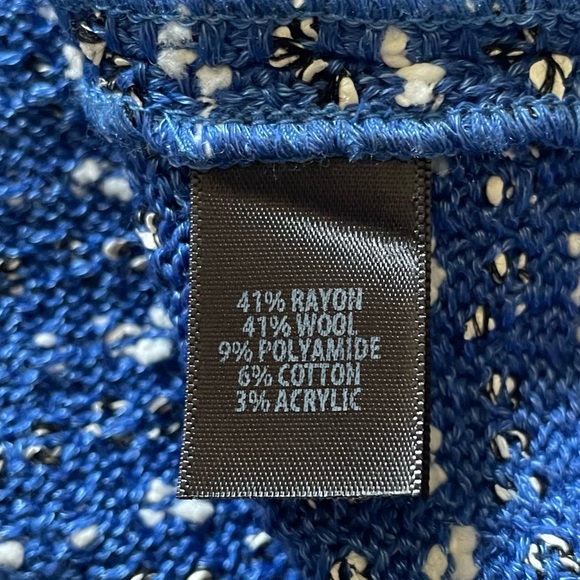 41% RAYON
41% WOOL
9% POLYAMIDE
6% COTTON
3% ACRYLIC